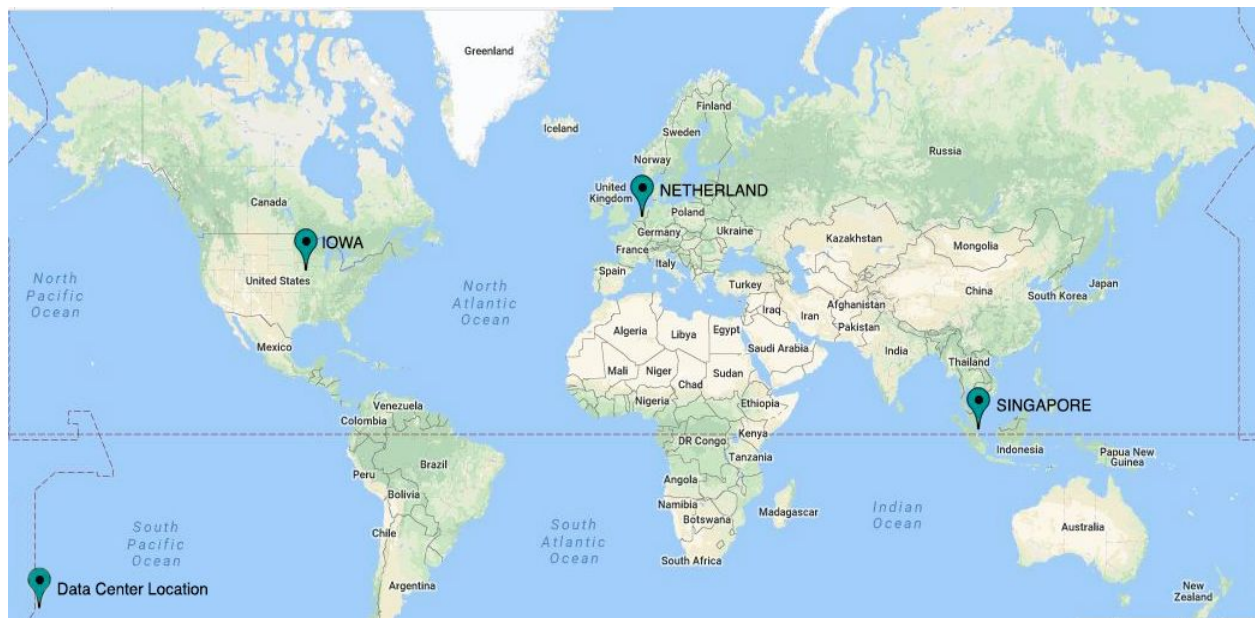 Greenland
Finland
Iceland
Sweden
Russia
Norway
United
Kingdom
NETHERLAND
Canada
Poland
Germany
Ukraine
IOWA
France
Kazakhstan
Mongolia
United States
Italy
Spain
Turkey
North
Pacific
Ocean
North
Atlantic
Ocean
China
Japan
South Korea
Afghanistan
Iraq
Iran
Pakistan
Algeria
Libya
Egypt
Mexico
Saudi Arabia
India
Mali
Niger
Chad
Sudan
Thailand
Nigeria
Ethiopia
Venezuela
Colombia
SINGAPORE
DR Congo
Kenya
Indonesia
Papua New
Guinea
Tanzania
Brazil
Peru
Angola
Bolivia
Namibia
Botswana
Madagascar
Indian
Ocean
South
Pacific
Ocean
Chile
South
Atlantic
Ocean
Australia
South Africa
Data Center Location
Argentina
New
Zealand